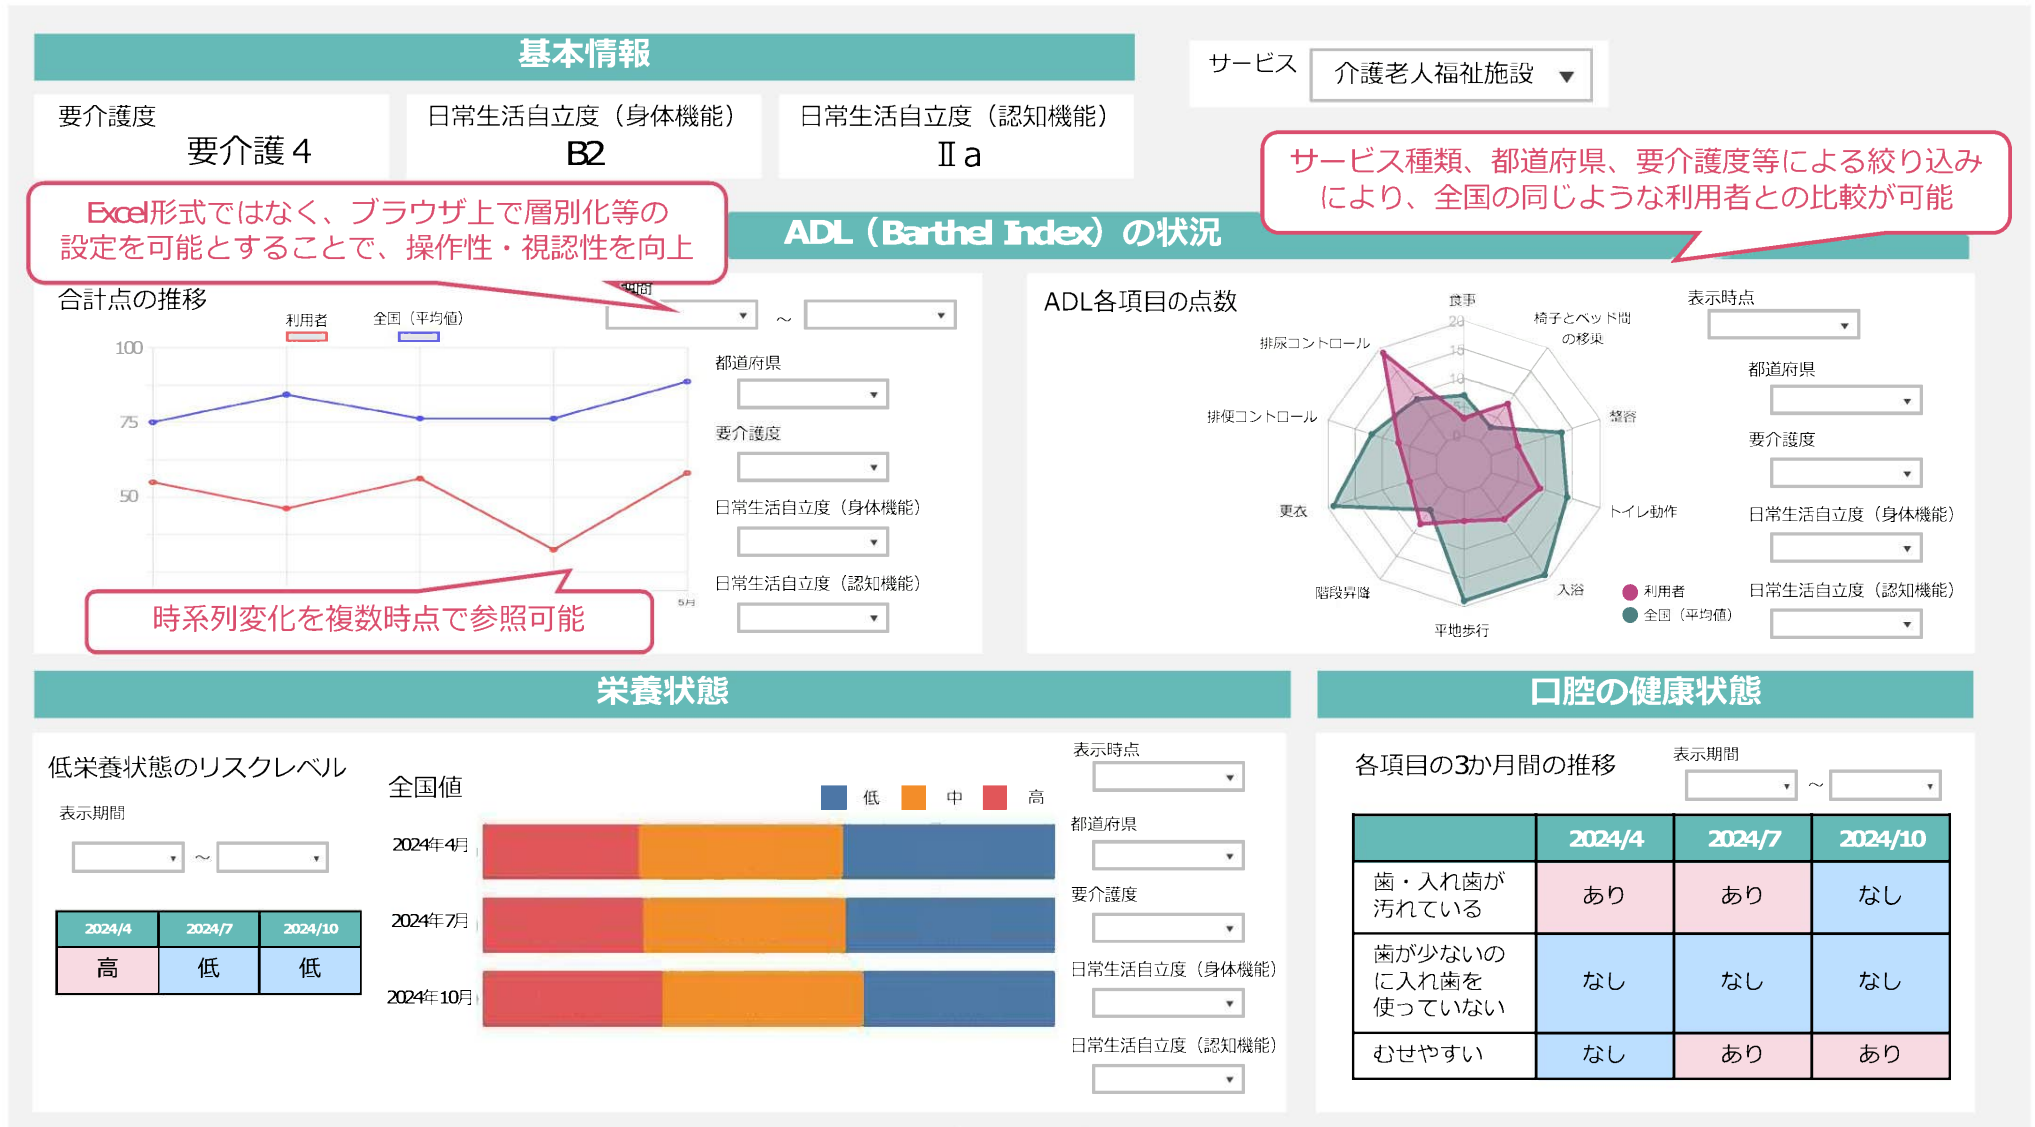 基本情報
サービス
介護老人福祉施設
要介護度
要介護４
日常生活自立度（身体機能）
B2
日常生活自立度（認知機能）
Ⅱa
Excel形式ではなく、ブラウザ上で層別化等の
設定を可能とすることで、操作性・視認性を向上
サービス種類、都道府県、要介護度等による絞り込み
により、全国の同じような利用者との比較が可能
ADL（Barthel Index）の状況
合計点の推移
利用者
全国（平均値）
～
100
75
50
5月
都道府県
要介護度
日常生活自立度（身体機能）
日常生活自立度（認知機能）
時系列変化を複数時点で参照可能
ADL各項目の点数
食事
椅子とベッド間
の移乗
整容
トイレ動作
入浴
平地歩行
階段昇降
更衣
排便コントロール
排尿コントロール
20
15
10
5
0
利用者
全国（平均値）
表示時点
都道府県
要介護度
日常生活自立度（身体機能）
日常生活自立度（認知機能）
栄養状態
低栄養状態のリスクレベル
表示期間
～
2024/4 2024/7 2024/10
高 低 低
全国値
低 中 高
2024年4月
2024年7月
2024年10月
表示時点
都道府県
要介護度
日常生活自立度（身体機能）
日常生活自立度（認知機能）
口腔の健康状態
各項目の3か月間の推移
表示期間
～
2024/4 2024/7 2024/10
歯・入れ歯が
汚れている
あり あり なし
歯が少ないの
に入れ歯を
使っていない
なし なし なし
むせやすい
なし あり あり